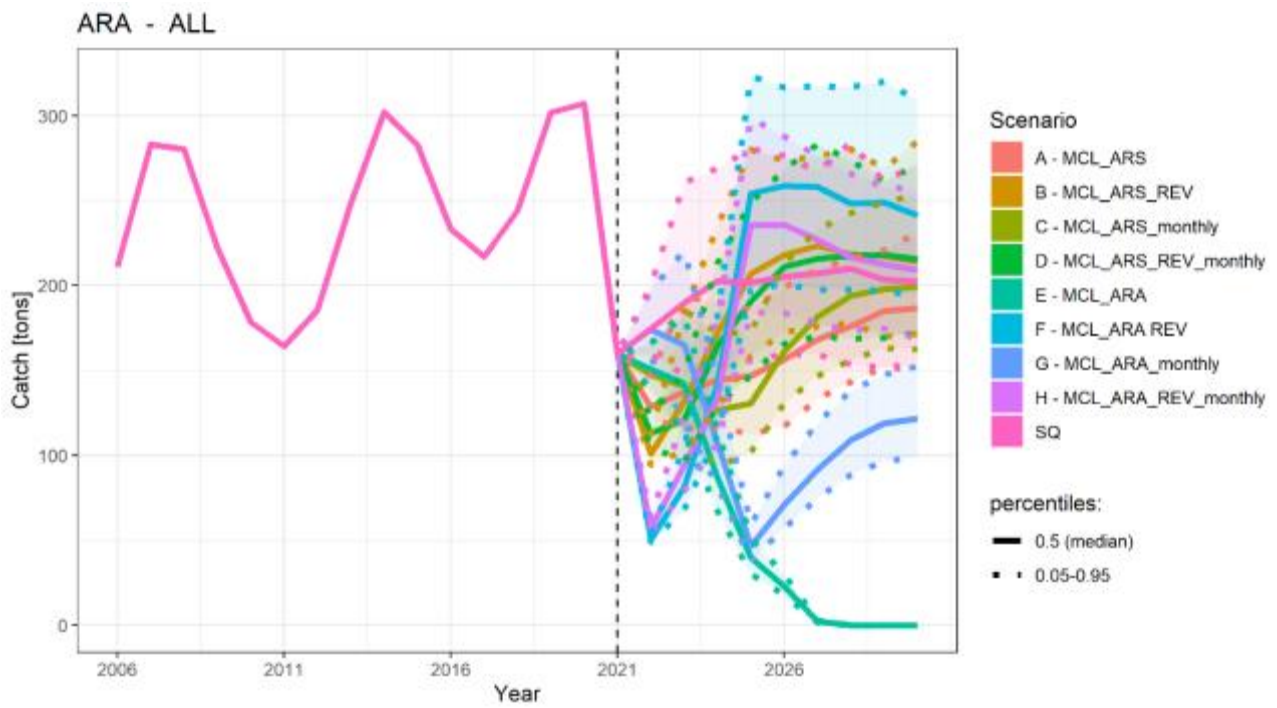 ARA - ALL
Catch [tons]
300
200
100
0
2006
2011
2016
2021
2026
Year
Scenario
A - MCL_ARS
B - MCL_ARS_REV
C - MCL_ARS_monthly
D - MCL_ARS_REV_monthly
E - MCL_ARA
F - MCL_ARA REV
G - MCL_ARA_monthly
H - MCL_ARA_REV_monthly
SQ
percentiles:
0.5 (median)
0.05-0.95